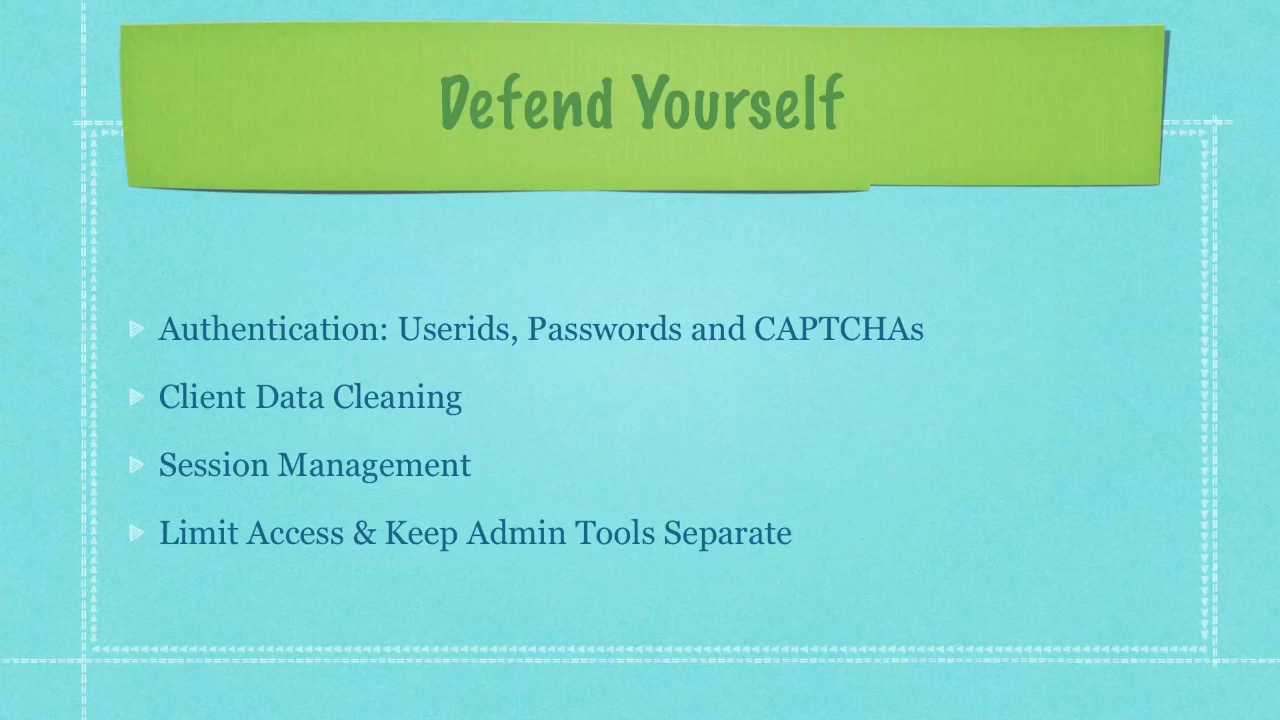 Defend Yourself
Authentication: Userids, Passwords and CAPTCHAs
Client Data Cleaning
Session Management
Limit Access & Keep Admin Tools Separate